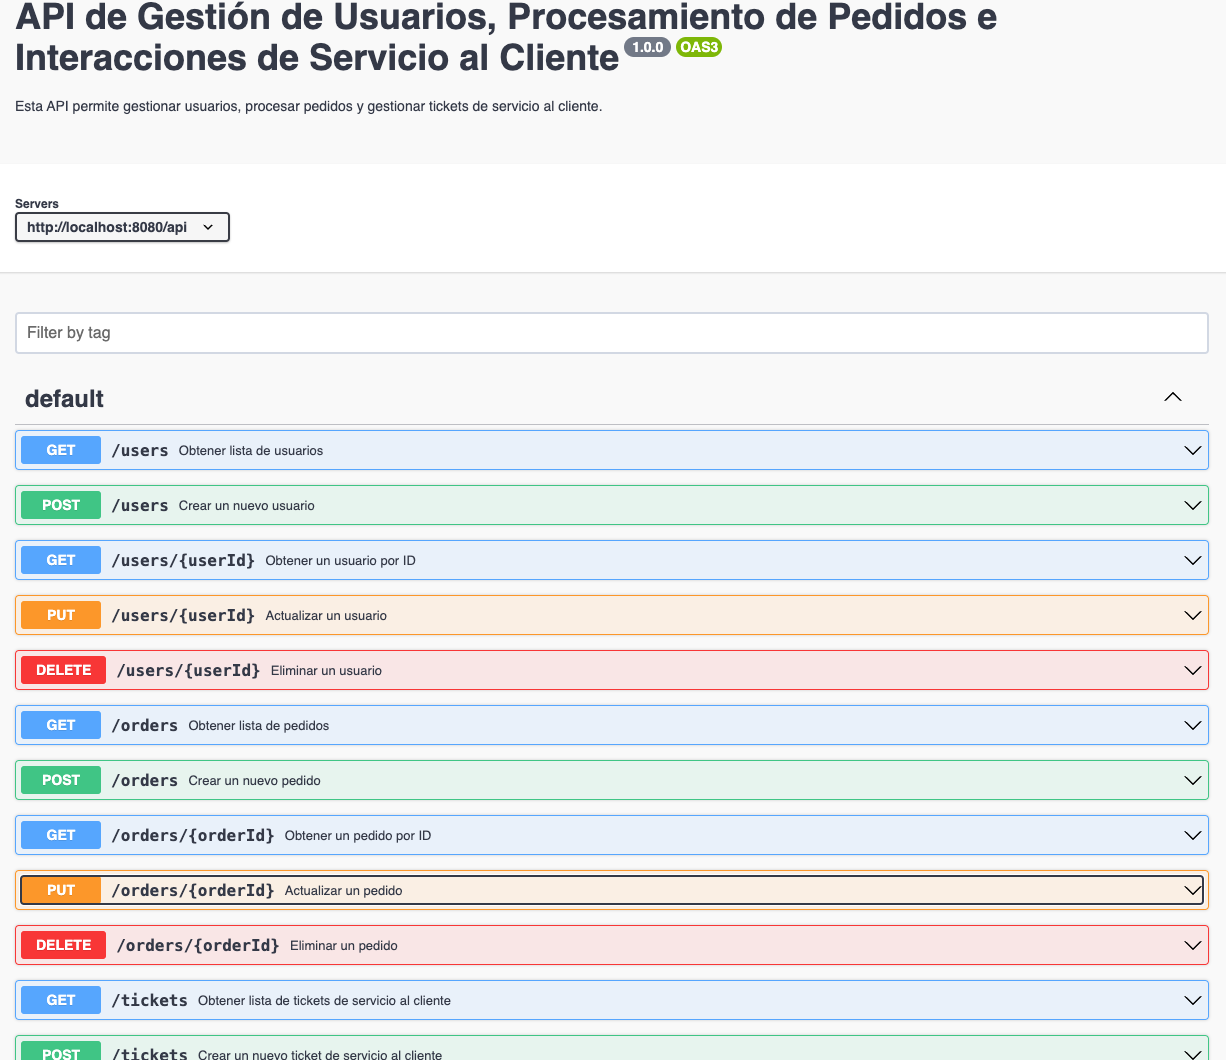 API de Gestión de Usuarios, Procesamiento de Pedidos e
Interacciones de Servicio al Cliente 1.0.0 OAS3
Esta API permite gestionar usuarios, procesar pedidos y gestionar tickets de servicio al cliente.
Servers
http://localhost:8080/api
Filter by tag
default
GET /users Obtener lista de usuarios
POST /users Crear un nuevo usuario
GET /users/{userId} Obtener un usuario por ID
PUT /users/{userId} Actualizar un usuario
DELETE /users/{userId} Eliminar un usuario
GET /orders Obtener lista de pedidos
POST /orders Crear un nuevo pedido
GET /orders/{orderId} Obtener un pedido por ID
PUT /orders/{orderId} Actualizar un pedido
DELETE /orders/{orderId} Eliminar un pedido
GET /tickets Obtener lista de tickets de servicio al cliente
POST /tickets Crear un nuevo ticket de servicio al cliente